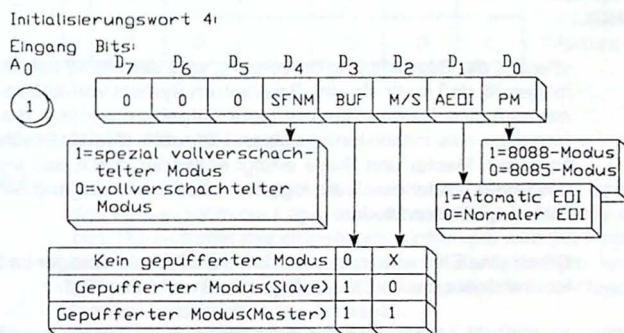 Initialisierungswort 4:
Eingang Bits:
A0 D7 D6 D5 D4 D3 D2 D1 D0
1 0 0 0 SFNM BUF M/S AEOI PM
1=spezial vollverschach-
telter Modus
0=vollverschachtelter
Modus
1=8088-Modus
0=8085-Modus
1=Atomatic EOI
0=Normaler EOI
Kein gepufferter Modus 0 X
Gepufferter Modus(Slave) 1 0
Gepufferter Modus(Master) 1 1